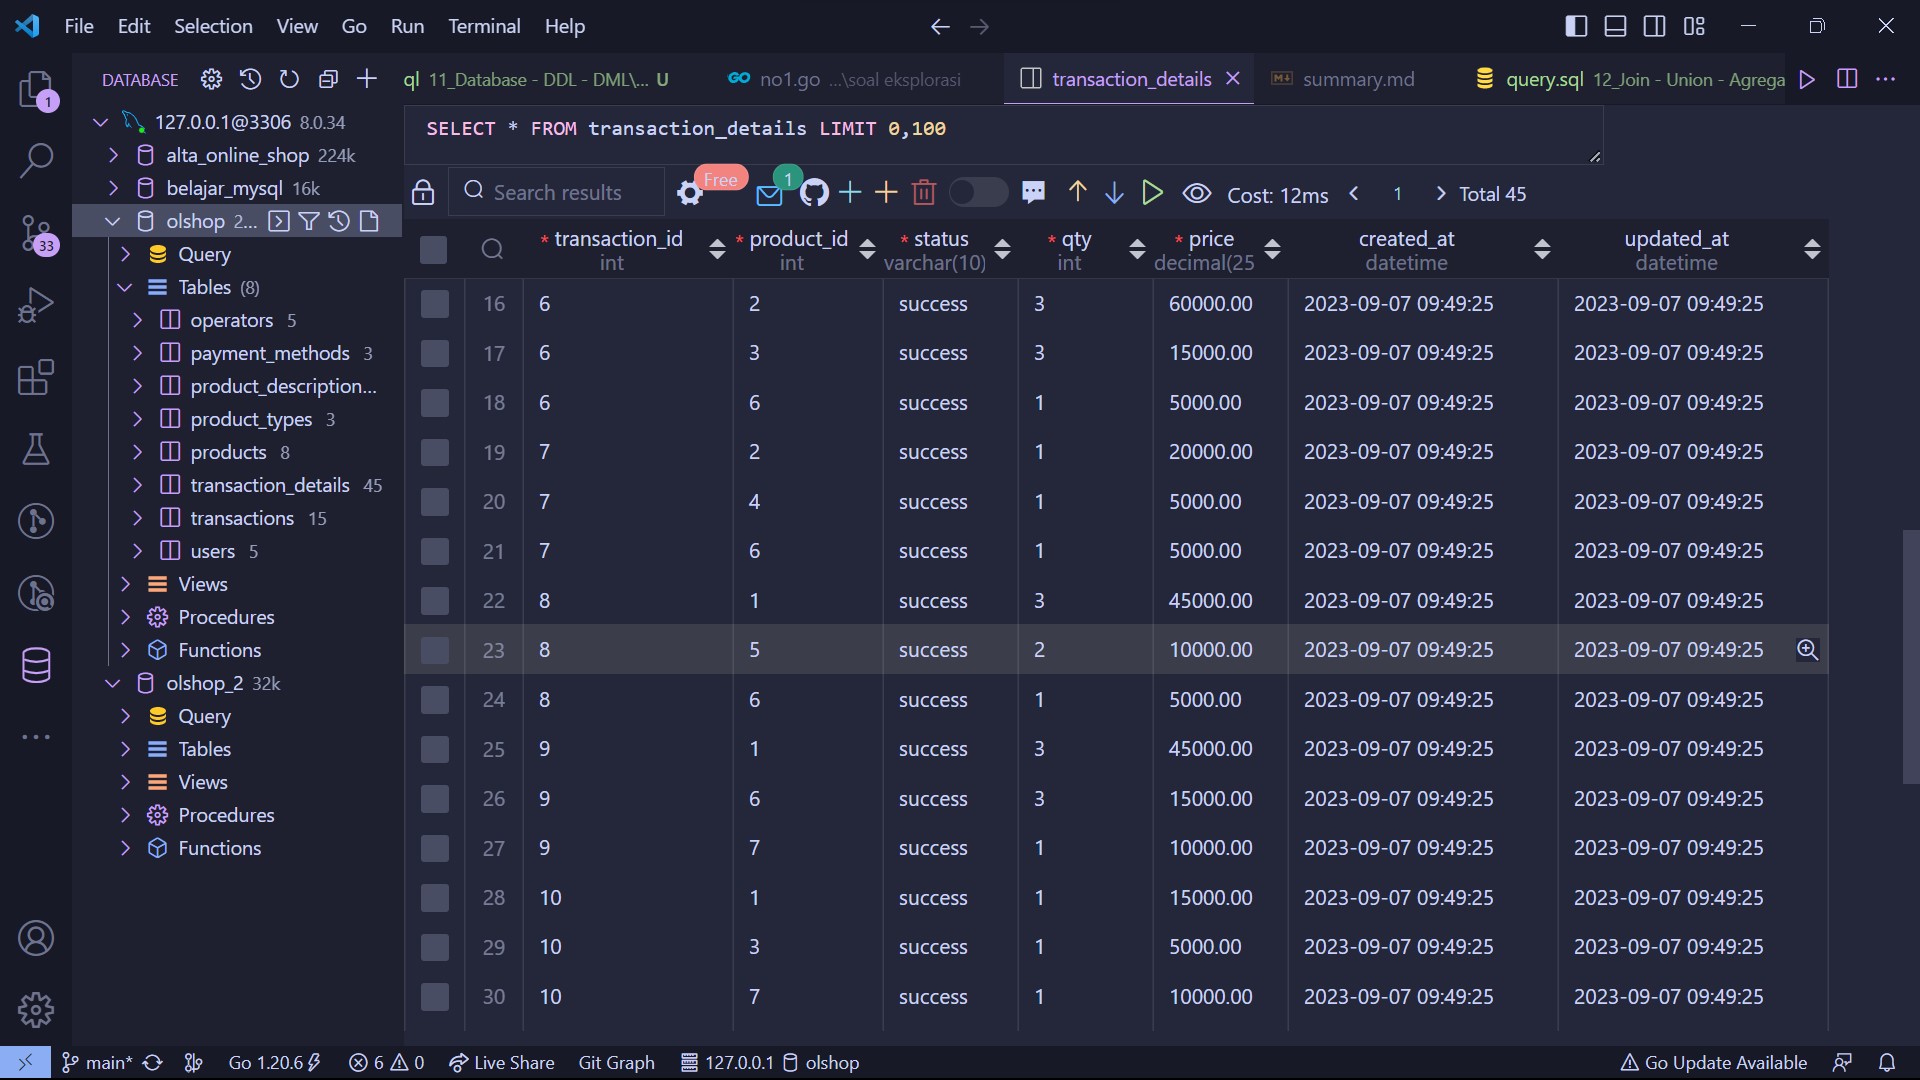 File Edit Selection View Go Run Terminal Help
DATABASE
ql 11_Database - DDL - DML\... U
no1.go ...\soal eksplorasi
transaction_details
summary.md
query.sql 12_Join - Union - Agrega
1
127.0.0.1@3306 8.0.34
alta_online_shop 224k
belajar_mysql 16k
olshop 2...
Query
Tables (8)
operators 5
payment_methods 3
product_description...
product_types 3
products 8
transaction_details 45
transactions 15
users 5
Views
Procedures
Functions
olshop_2 32k
Query
Tables
Views
Procedures
Functions
33
SELECT * FROM transaction_details LIMIT 0,100
Search results Free 1 Cost: 12ms 1 Total 45
* transaction_id * product_id * status * qty * price created_at updated_at
int int varchar(10) int decimal(25 datetime datetime
16 6 2 success 3 60000.00 2023-09-07 09:49:25 2023-09-07 09:49:25
17 6 3 success 3 15000.00 2023-09-07 09:49:25 2023-09-07 09:49:25
18 6 6 success 1 5000.00 2023-09-07 09:49:25 2023-09-07 09:49:25
19 7 2 success 1 20000.00 2023-09-07 09:49:25 2023-09-07 09:49:25
20 7 4 success 1 5000.00 2023-09-07 09:49:25 2023-09-07 09:49:25
21 7 6 success 1 5000.00 2023-09-07 09:49:25 2023-09-07 09:49:25
22 8 1 success 3 45000.00 2023-09-07 09:49:25 2023-09-07 09:49:25
23 8 5 success 2 10000.00 2023-09-07 09:49:25 2023-09-07 09:49:25
24 8 6 success 1 5000.00 2023-09-07 09:49:25 2023-09-07 09:49:25
25 9 1 success 3 45000.00 2023-09-07 09:49:25 2023-09-07 09:49:25
26 9 6 success 3 15000.00 2023-09-07 09:49:25 2023-09-07 09:49:25
27 9 7 success 1 10000.00 2023-09-07 09:49:25 2023-09-07 09:49:25
28 10 1 success 1 15000.00 2023-09-07 09:49:25 2023-09-07 09:49:25
29 10 3 success 1 5000.00 2023-09-07 09:49:25 2023-09-07 09:49:25
30 10 7 success 1 10000.00 2023-09-07 09:49:25 2023-09-07 09:49:25
main* Go 1.20.6 6 0 Live Share Git Graph 127.0.0.1 olshop Go Update Available